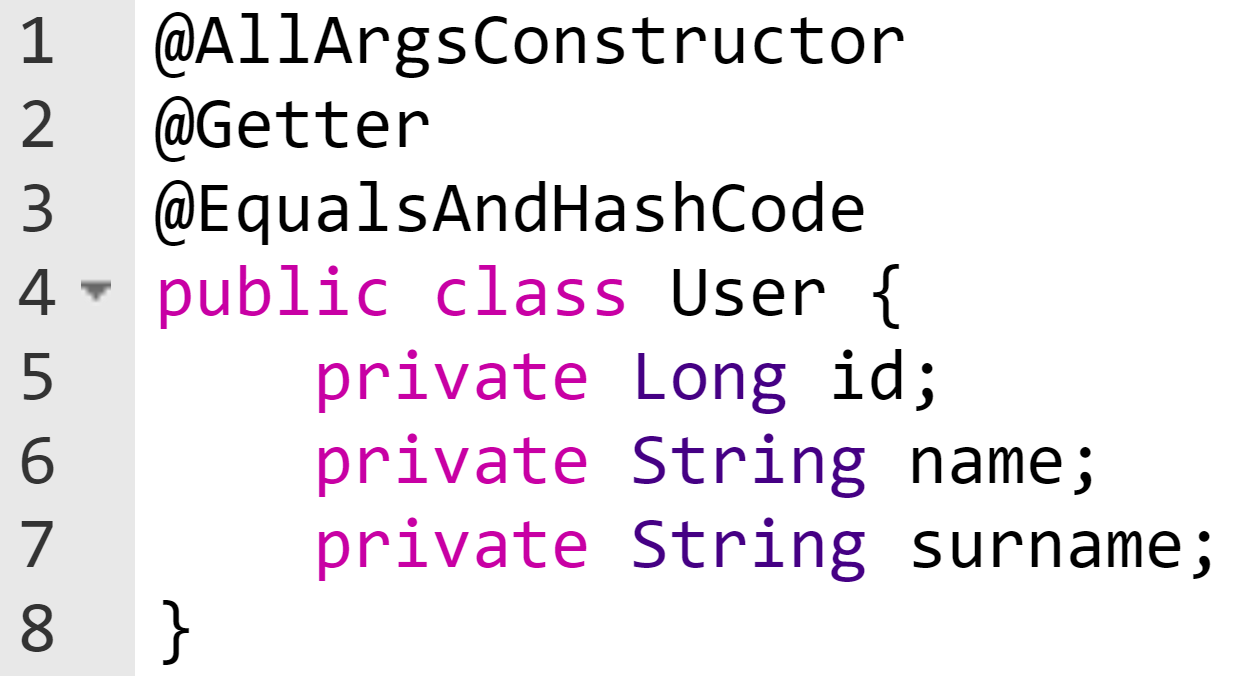 1 @AllArgsConstructor
2 @Getter
3 @EqualsAndHashCode
4 public class User {
5     private Long id;
6     private String name;
7     private String surname;
8 }